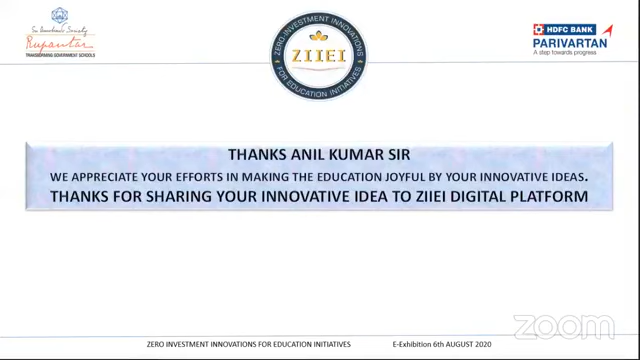 Sri Aurobindo Society
Rupantar
TRANSFORMING GOVERNMENT SCHOOLS
ZERO INVESTMENT INNOVATIONS
ZIIEI
FOR EDUCATION INITIATIVES
HDFC BANK
PARIVARTAN
A step towards progress
THANKS ANIL KUMAR SIR
WE APPRECIATE YOUR EFFORTS IN MAKING THE EDUCATION JOYFUL BY YOUR INNOVATIVE IDEAS.
THANKS FOR SHARING YOUR INNOVATIVE IDEA TO ZIIEI DIGITAL PLATFORM
zoom
ZERO INVESTMENT INNOVATIONS FOR EDUCATION INITIATIVES E-Exhibition 6th AUGUST 2020